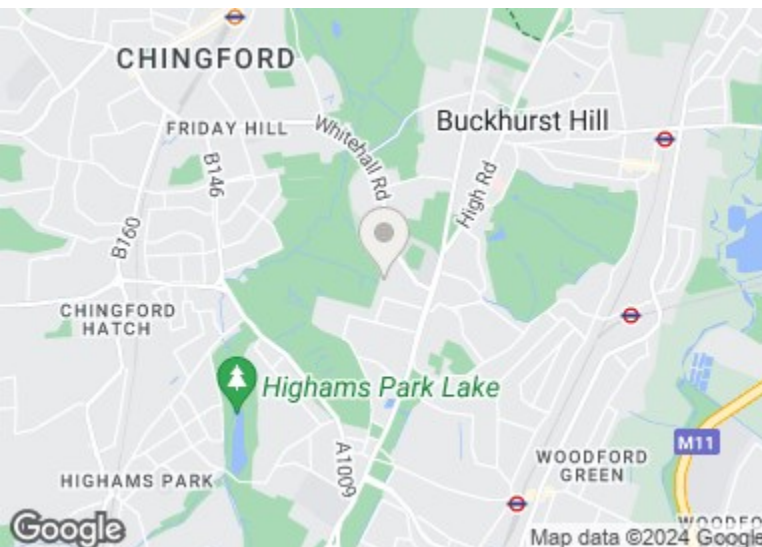 CHINGFORD
Buckhurst Hill
FRIDAY HILL
Whitehall Rd
B146
High Rd
B160
CHINGFORD
HATCH
Highams Park Lake
A1009
M11
WOODFORD
GREEN
HIGHAMS PARK
WOODFORD
Google
Map data ©2024 Google